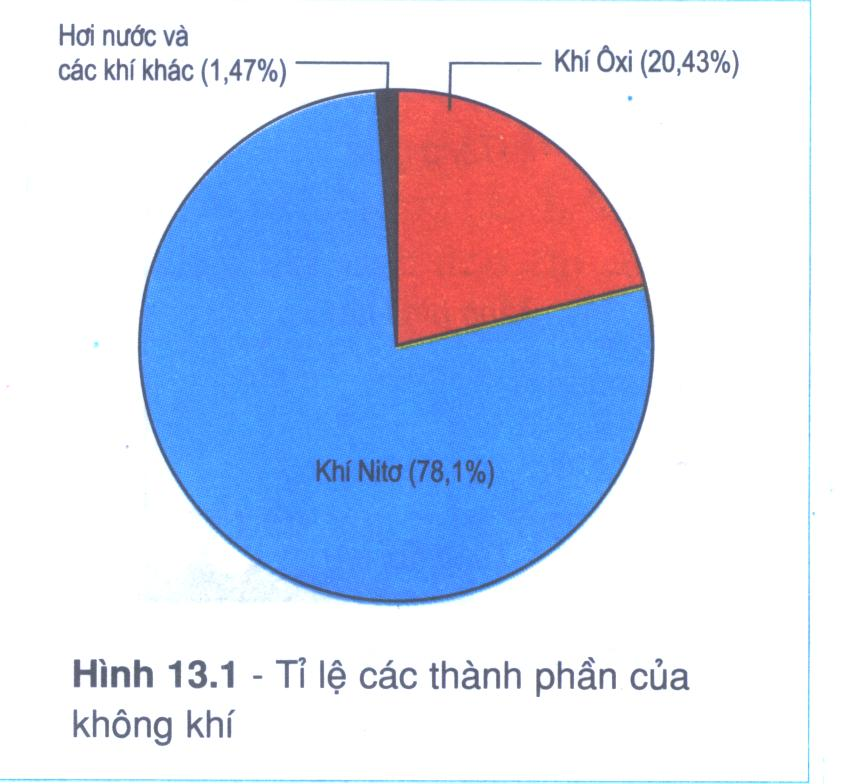 Hơi nước và
các khí khác (1,47%)
Khí Ôxi (20,43%)
Khí Nitơ (78,1%)
Hình 13.1 - Tỉ lệ các thành phần của
không khí